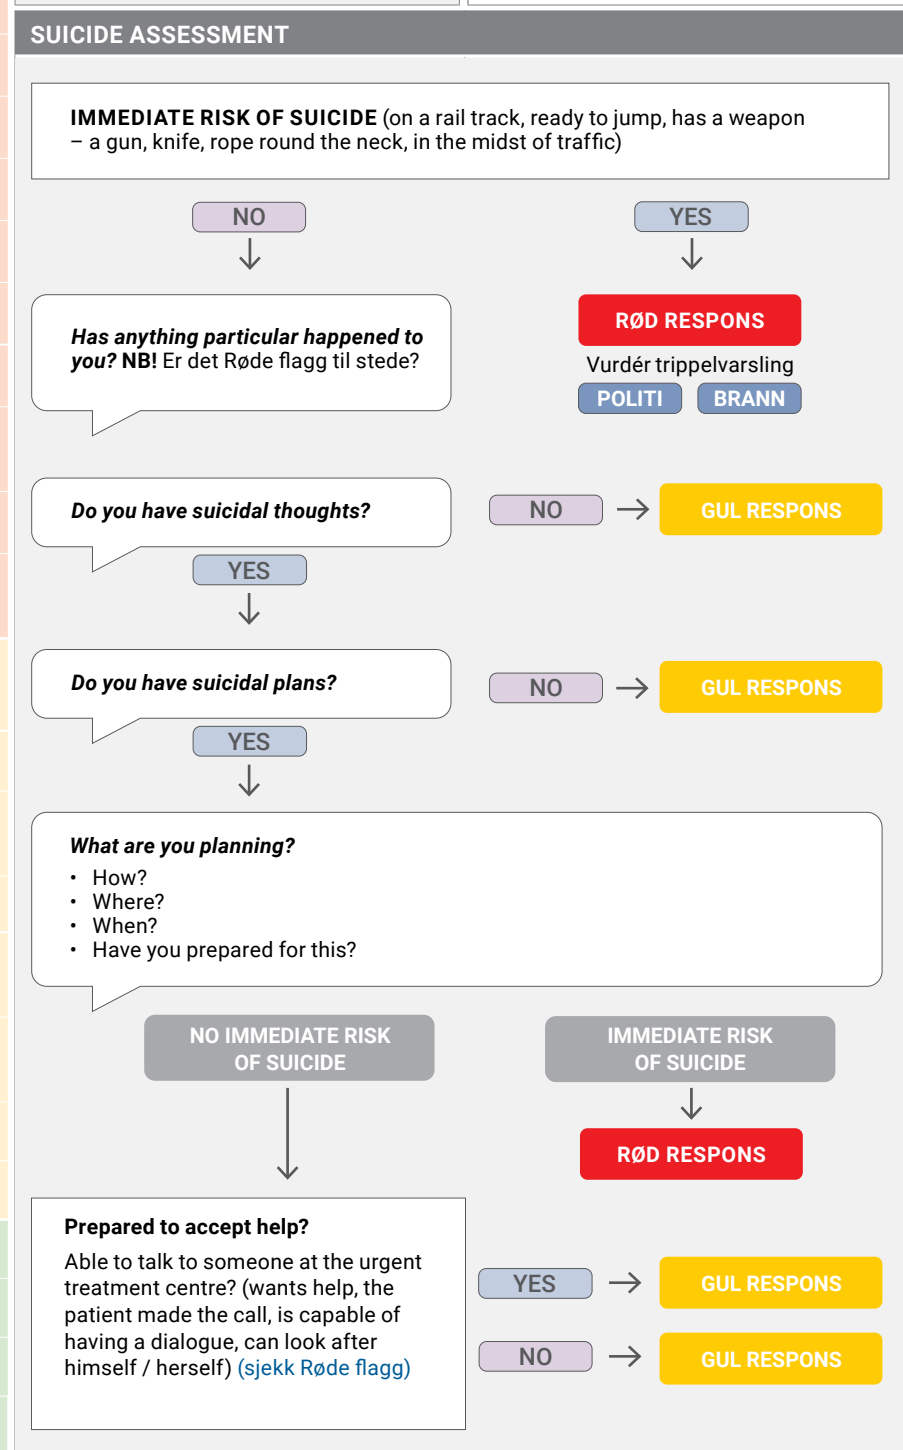 SUICIDE ASSESSMENT
IMMEDIATE RISK OF SUICIDE (on a rail track, ready to jump, has a weapon
– a gun, knife, rope round the neck, in the midst of traffic)
NO
YES
Has anything particular happened to
you? NB! Er det Røde flagg til stede?
RØD RESPONS
Vurdér trippelvarsling
POLITI BRANN
Do you have suicidal thoughts?
NO → GUL RESPONS
YES
Do you have suicidal plans?
NO → GUL RESPONS
YES
What are you planning?
• How?
• Where?
• When?
• Have you prepared for this?
NO IMMEDIATE RISK
OF SUICIDE
IMMEDIATE RISK
OF SUICIDE
RØD RESPONS
Prepared to accept help?
Able to talk to someone at the urgent
treatment centre? (wants help, the
patient made the call, is capable of
having a dialogue, can look after
himself / herself) (sjekk Røde flagg)
YES → GUL RESPONS
NO → GUL RESPONS